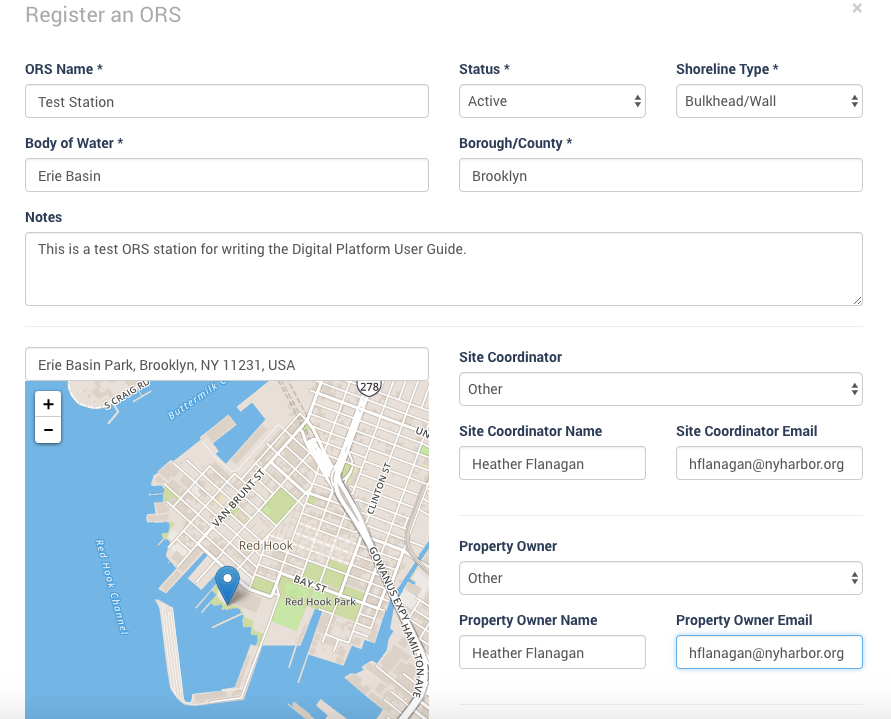 Register an ORS
×
ORS Name *
Status *
Shoreline Type *
Test Station
Active
Bulkhead/Wall
Body of Water *
Borough/County *
Erie Basin
Brooklyn
Notes
This is a test ORS station for writing the Digital Platform User Guide.
Erie Basin Park, Brooklyn, NY 11231, USA
+
−
S CRAIG RD
Buttermilk C
278
UN
CLINTON ST
VAN BRUNT ST
Red Hook
Red Hook Channel
BAY ST
Red Hook Park
GOWANUS EXPY HAMILTON AVE
Site Coordinator
Other
Site Coordinator Name
Site Coordinator Email
Heather Flanagan
hflanagan@nyharbor.org
Property Owner
Other
Property Owner Name
Property Owner Email
Heather Flanagan
hflanagan@nyharbor.org